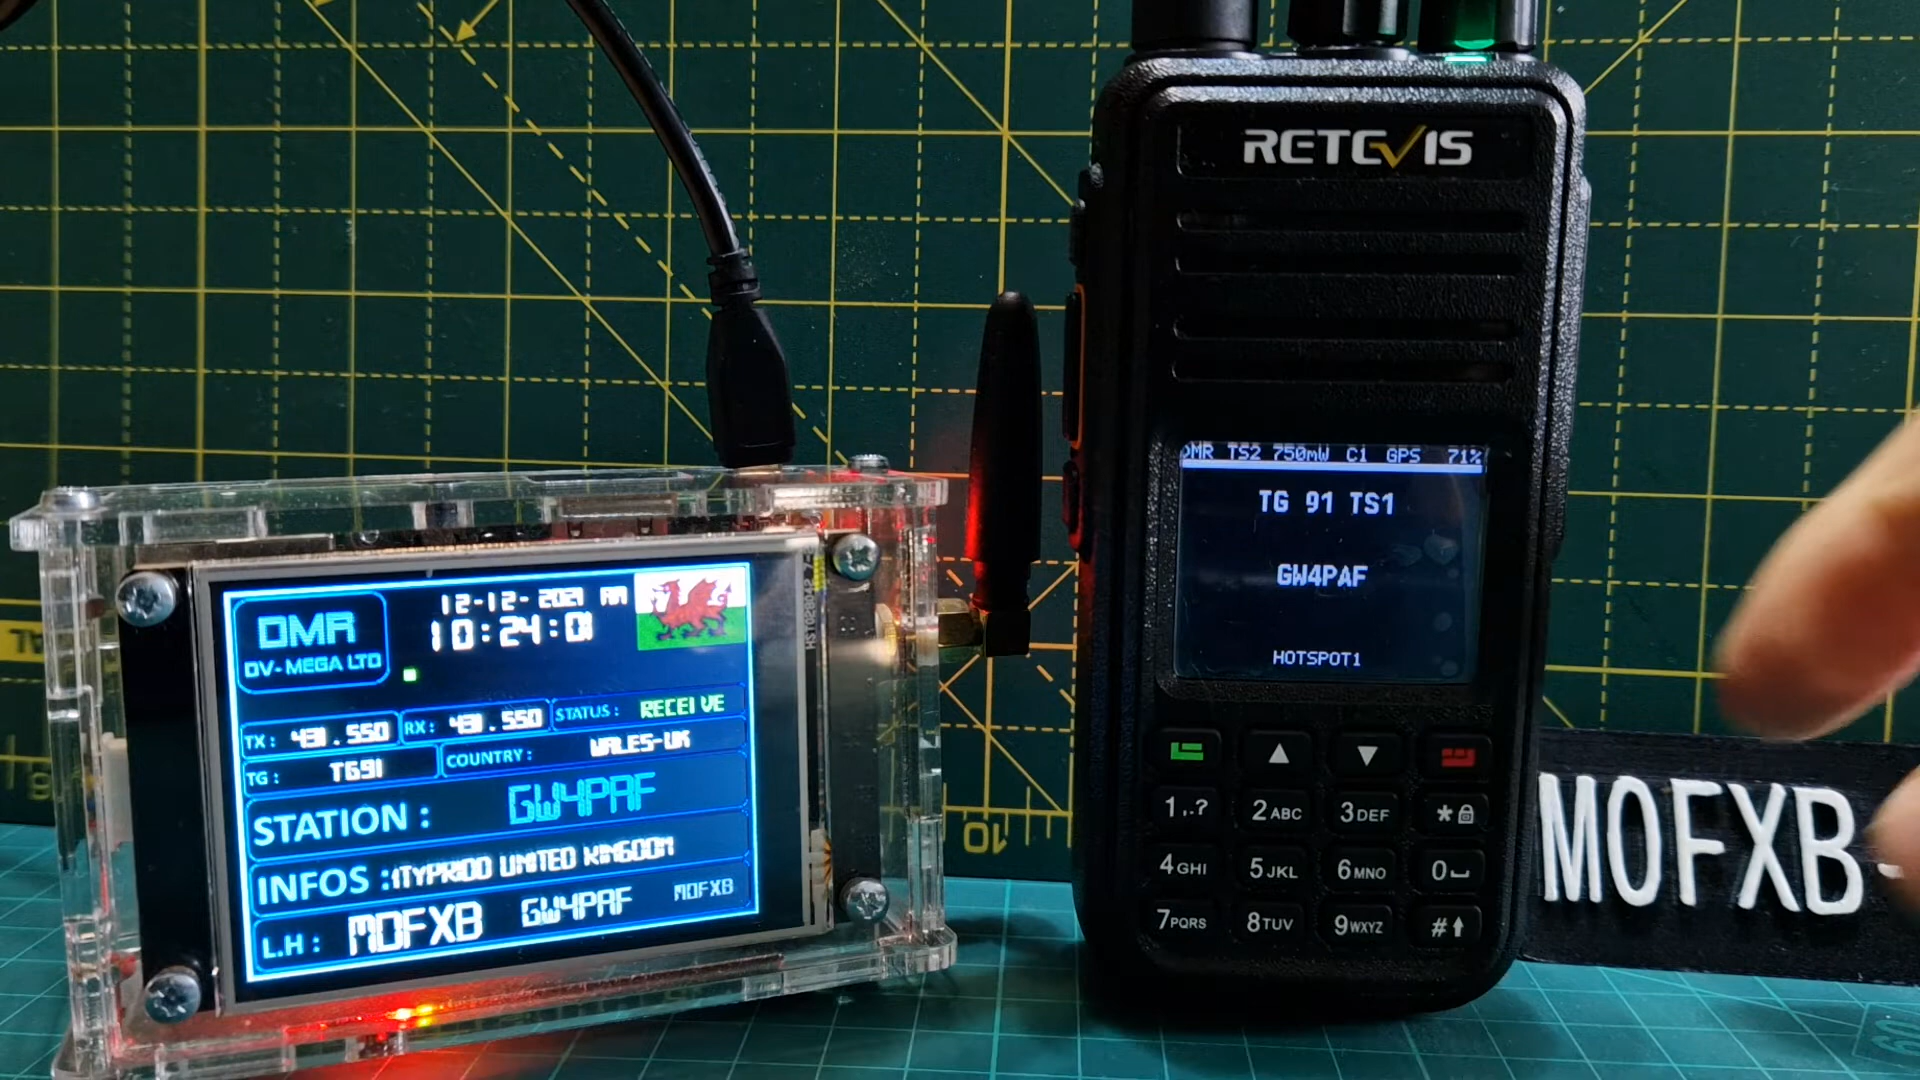 DMR
DV-MEGA LTD
12-12-2021 AM
10:24:01
TX: 431.550
RX: 431.550
STATUS: RECEIVE
TG: TG91
COUNTRY: WALES-UK
STATION: GW4PAF
INFOS: UNITED KINGDOM
L.H: M0FXB GW4PAF M0FXB
RETEVIS
DMR TS2 750mW C1 GPS 71%
TG 91 TS1
GW4PAF
HOTSPOT1
1,.? 2ABC 3DEF *
4GHI 5JKL 6MNO 0
7PQRS 8TUV 9WXYZ #
M0FXB-
10